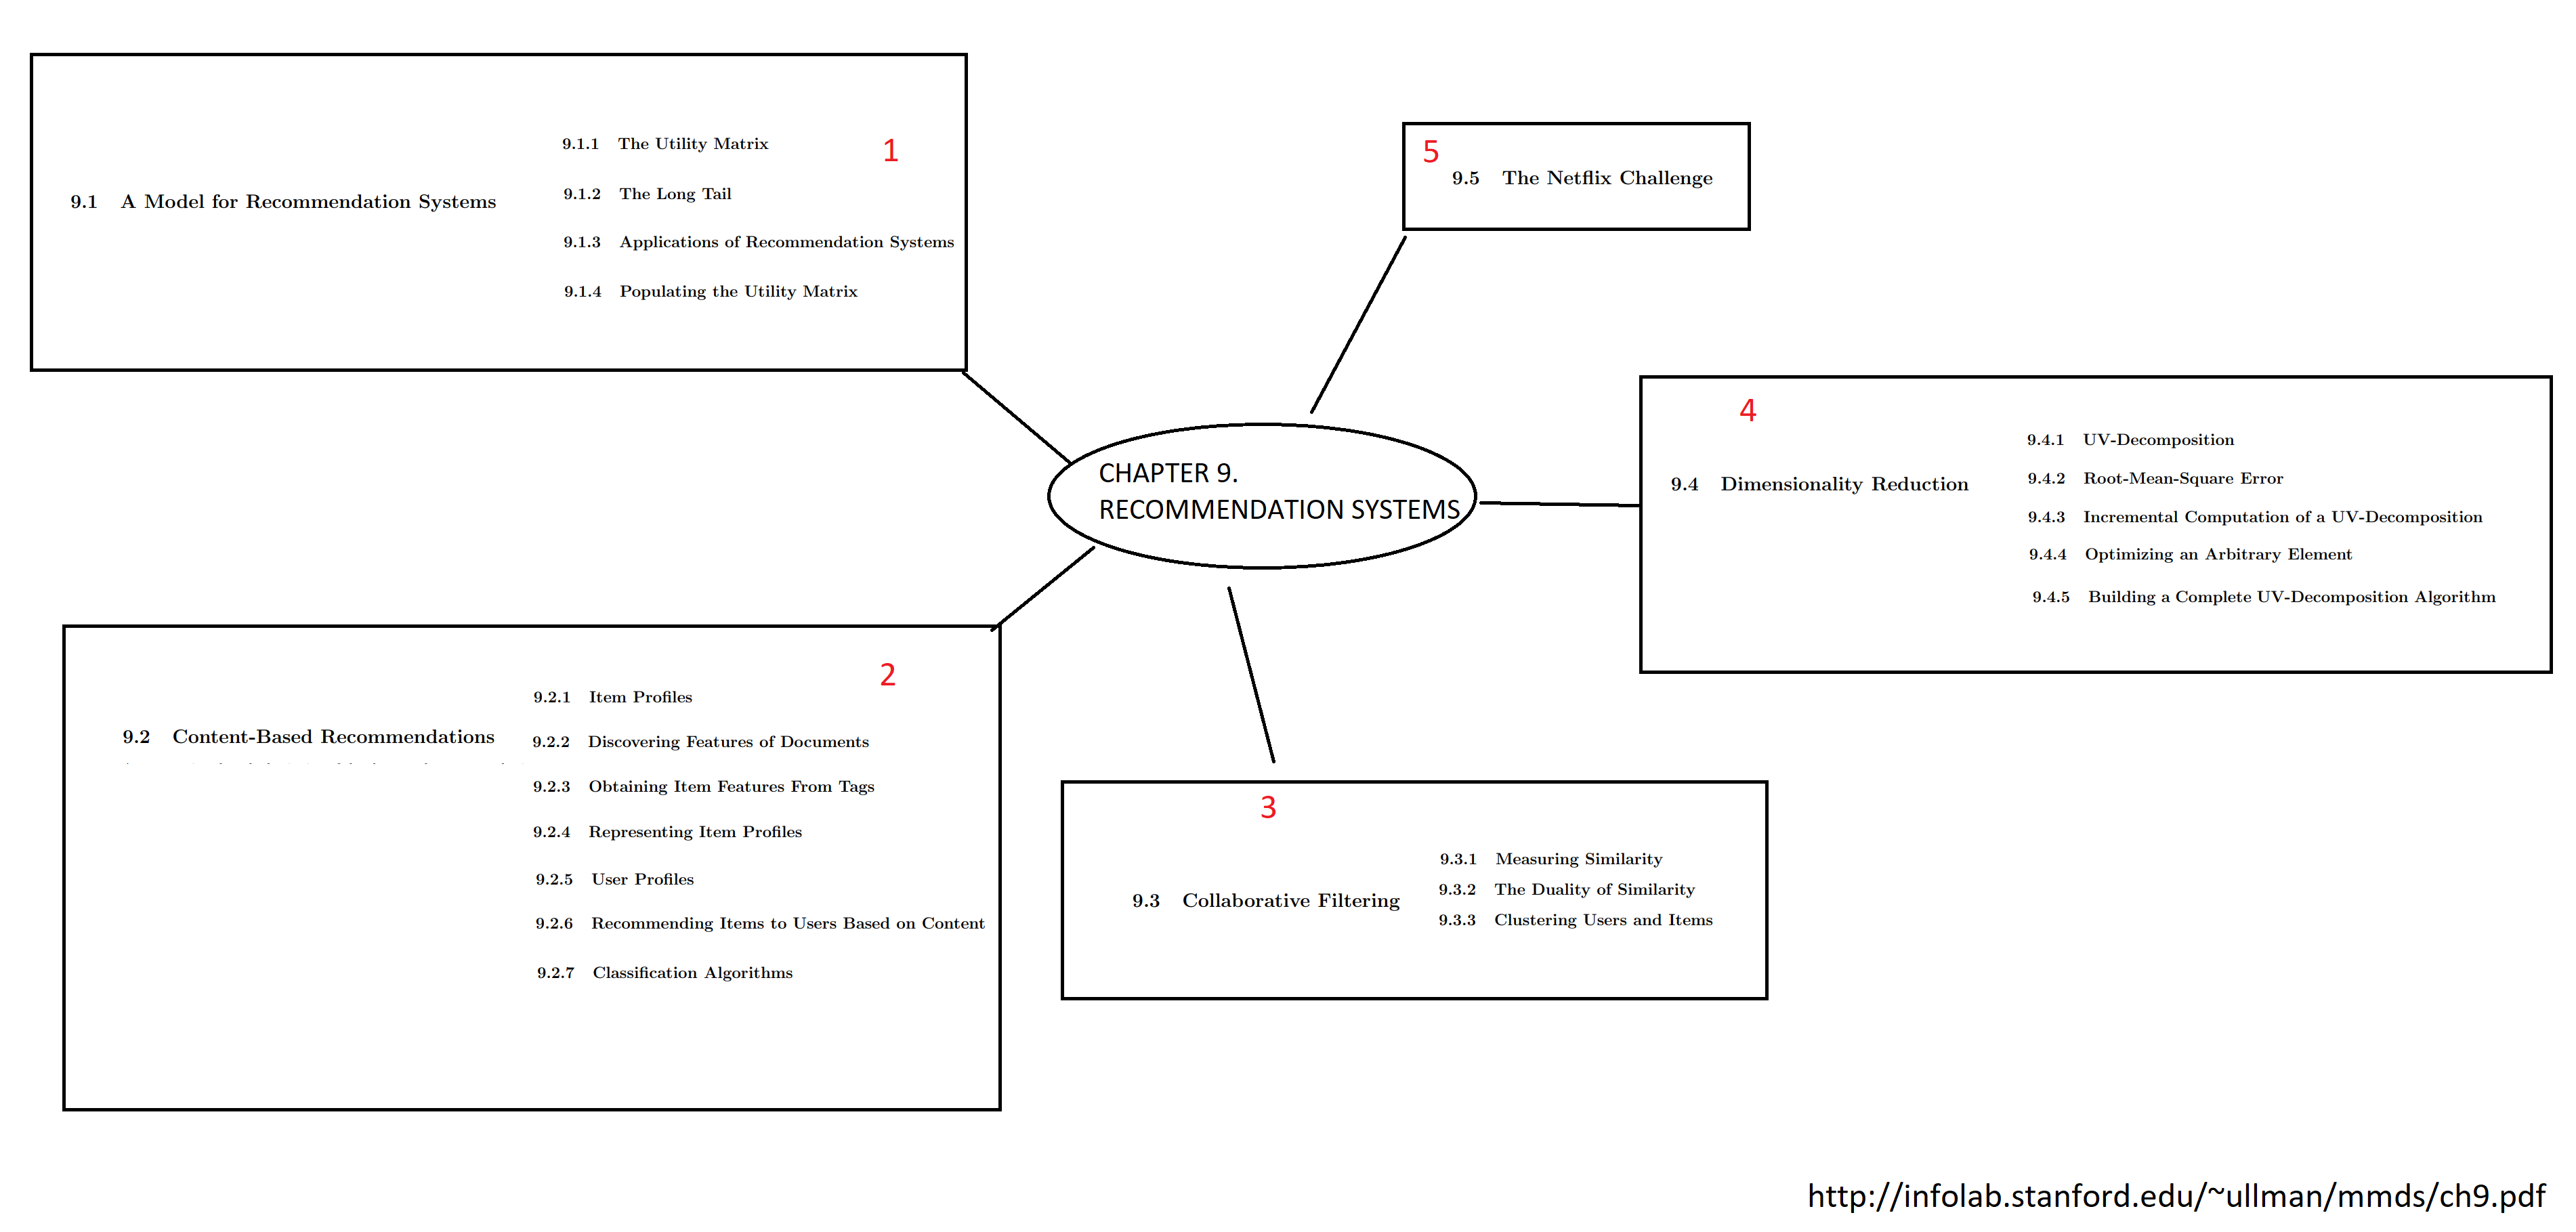 1
9.1 A Model for Recommendation Systems
9.1.1 The Utility Matrix
9.1.2 The Long Tail
9.1.3 Applications of Recommendation Systems
9.1.4 Populating the Utility Matrix
5
9.5 The Netflix Challenge
CHAPTER 9.
RECOMMENDATION SYSTEMS
4
9.4 Dimensionality Reduction
9.4.1 UV-Decomposition
9.4.2 Root-Mean-Square Error
9.4.3 Incremental Computation of a UV-Decomposition
9.4.4 Optimizing an Arbitrary Element
9.4.5 Building a Complete UV-Decomposition Algorithm
2
9.2 Content-Based Recommendations
9.2.1 Item Profiles
9.2.2 Discovering Features of Documents
9.2.3 Obtaining Item Features From Tags
9.2.4 Representing Item Profiles
9.2.5 User Profiles
9.2.6 Recommending Items to Users Based on Content
9.2.7 Classification Algorithms
3
9.3 Collaborative Filtering
9.3.1 Measuring Similarity
9.3.2 The Duality of Similarity
9.3.3 Clustering Users and Items
http://infolab.stanford.edu/~ullman/mmds/ch9.pdf